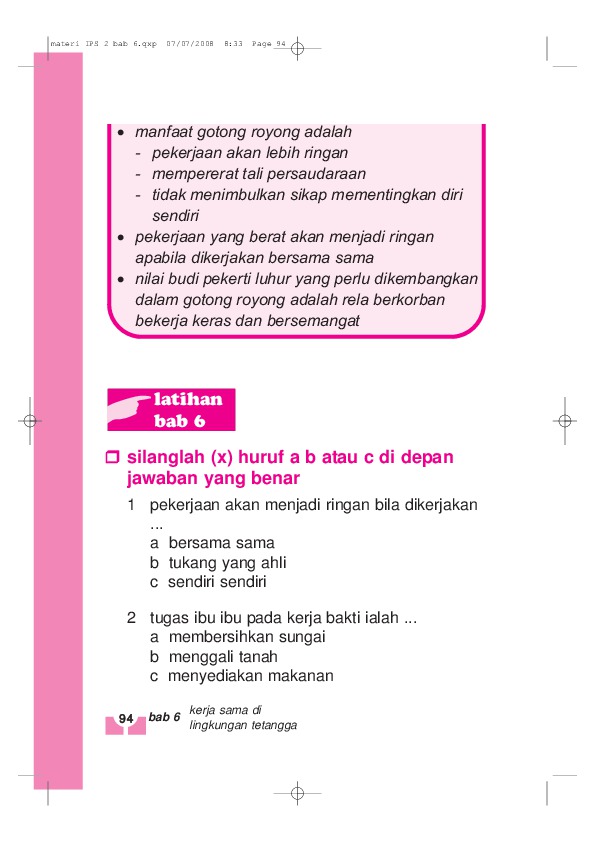 materi IPS 2 bab 6.qxp 07/07/2008 8:33 Page 94
• manfaat gotong royong adalah
- pekerjaan akan lebih ringan
- mempererat tali persaudaraan
- tidak menimbulkan sikap mementingkan diri
sendiri
• pekerjaan yang berat akan menjadi ringan
apabila dikerjakan bersama sama
• nilai budi pekerti luhur yang perlu dikembangkan
dalam gotong royong adalah rela berkorban
bekerja keras dan bersemangat
latihan
bab 6
❒ silanglah (x) huruf a b atau c di depan
jawaban yang benar
1 pekerjaan akan menjadi ringan bila dikerjakan
...
a bersama sama
b tukang yang ahli
c sendiri sendiri
2 tugas ibu ibu pada kerja bakti ialah ...
a membersihkan sungai
b menggali tanah
c menyediakan makanan
94 bab 6 kerja sama di
lingkungan tetangga